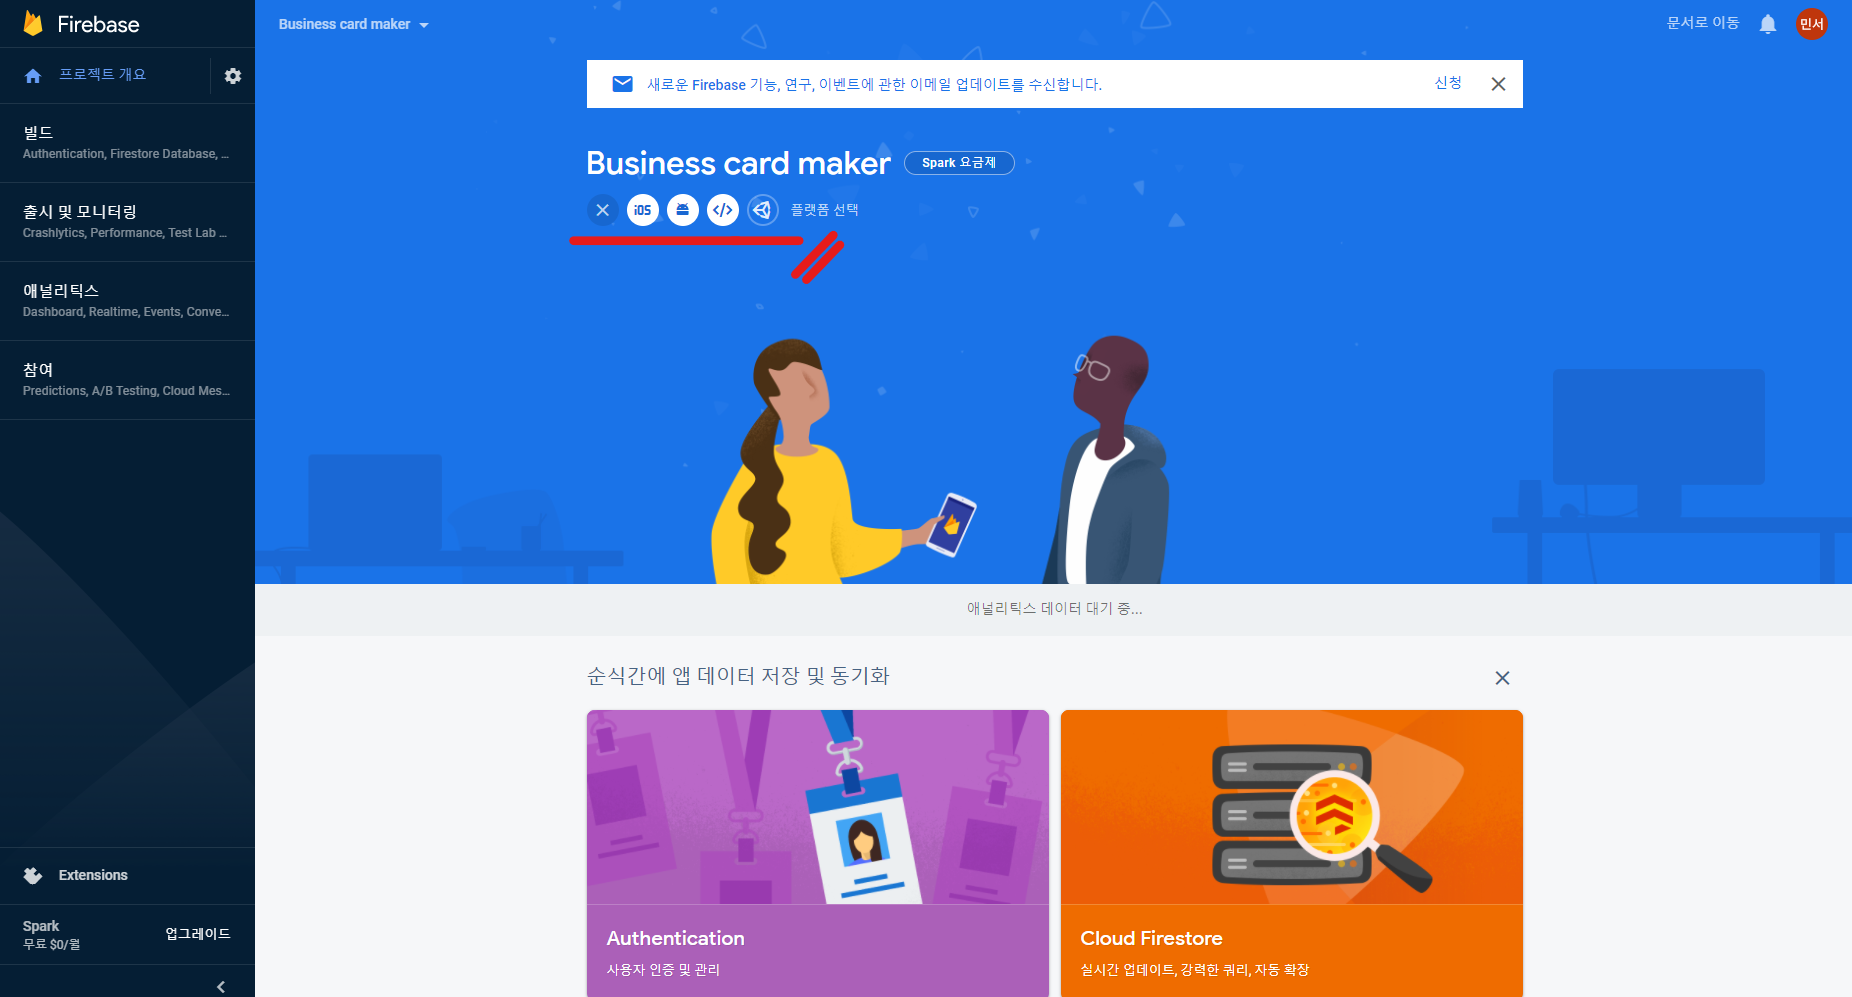 Firebase
Business card maker
문서로 이동
민서
프로젝트 개요
새로운 Firebase 기능, 연구, 이벤트에 관한 이메일 업데이트를 수신합니다.
신청
빌드
Authentication, Firestore Database, ...
출시 및 모니터링
Crashlytics, Performance, Test Lab ...
애널리틱스
Dashboard, Realtime, Events, Conve...
참여
Predictions, A/B Testing, Cloud Mes...
Extensions
Spark
무료 $0/월
업그레이드
Business card maker
Spark 요금제
iOS
</>
플랫폼 선택
애널리틱스 데이터 대기 중...
순식간에 앱 데이터 저장 및 동기화
Authentication
사용자 인증 및 관리
Cloud Firestore
실시간 업데이트, 강력한 쿼리, 자동 확장